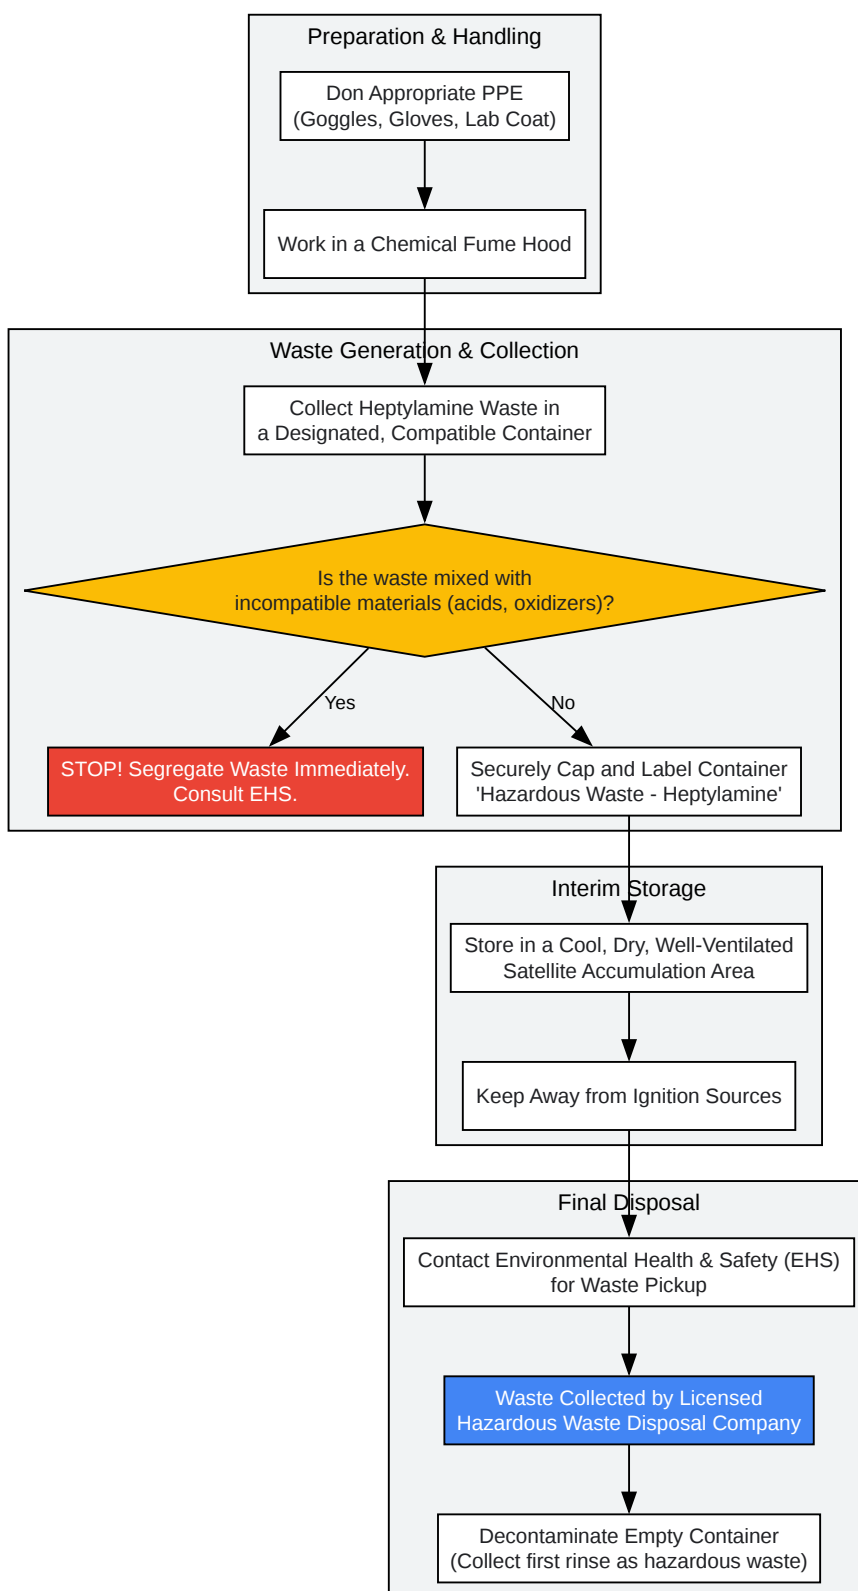 Preparation & Handling
Don Appropriate PPE
(Goggles, Gloves, Lab Coat)
Work in a Chemical Fume Hood
Waste Generation & Collection
Collect Heptylamine Waste in
a Designated, Compatible Container
Is the waste mixed with
incompatible materials (acids, oxidizers)?
Yes
No
STOP! Segregate Waste Immediately.
Consult EHS.
Securely Cap and Label Container
'Hazardous Waste - Heptylamine'
Interim Storage
Store in a Cool, Dry, Well-Ventilated
Satellite Accumulation Area
Keep Away from Ignition Sources
Final Disposal
Contact Environmental Health & Safety (EHS)
for Waste Pickup
Waste Collected by Licensed
Hazardous Waste Disposal Company
Decontaminate Empty Container
(Collect first rinse as hazardous waste)